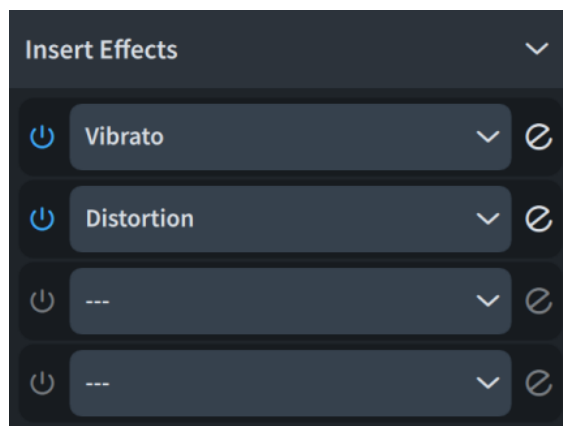 Insert Effects
Vibrato
Distortion
---
---